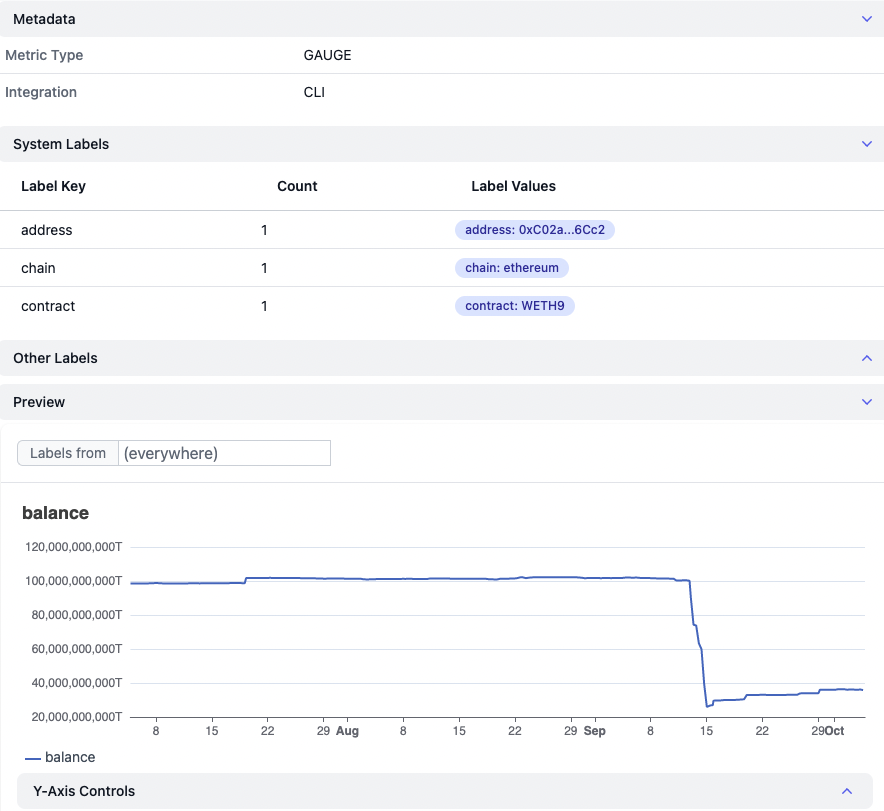 Metadata
Metric Type GAUGE
Integration CLI
System Labels
Label Key Count Label Values
address 1 address: 0xC02a...6Cc2
chain 1 chain: ethereum
contract 1 contract: WETH9
Other Labels
Preview
Labels from (everywhere)
balance
120,000,000,000T
100,000,000,000T
80,000,000,000T
60,000,000,000T
40,000,000,000T
20,000,000,000T
8 15 22 29 Aug 8 15 22 29 Sep 8 15 22 29Oct
balance
Y-Axis Controls